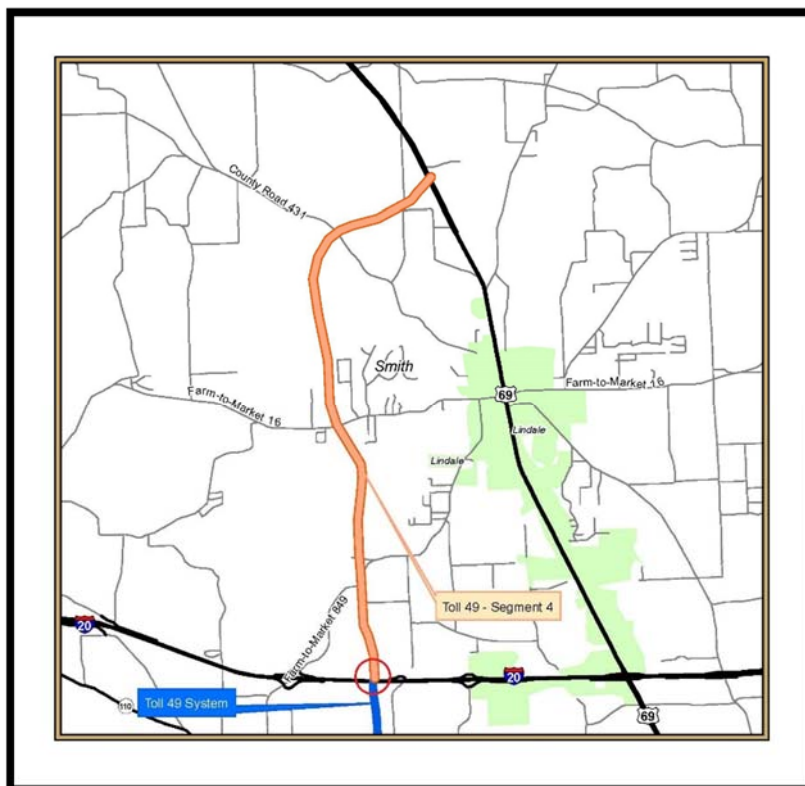 County Road 431
Smith
Farm-to-Market 16
Farm-to-Market 16
69
Lindale
Lindale
Toll 49 - Segment 4
Farm-to-Market 849
20
20
110
Toll 49 System
69